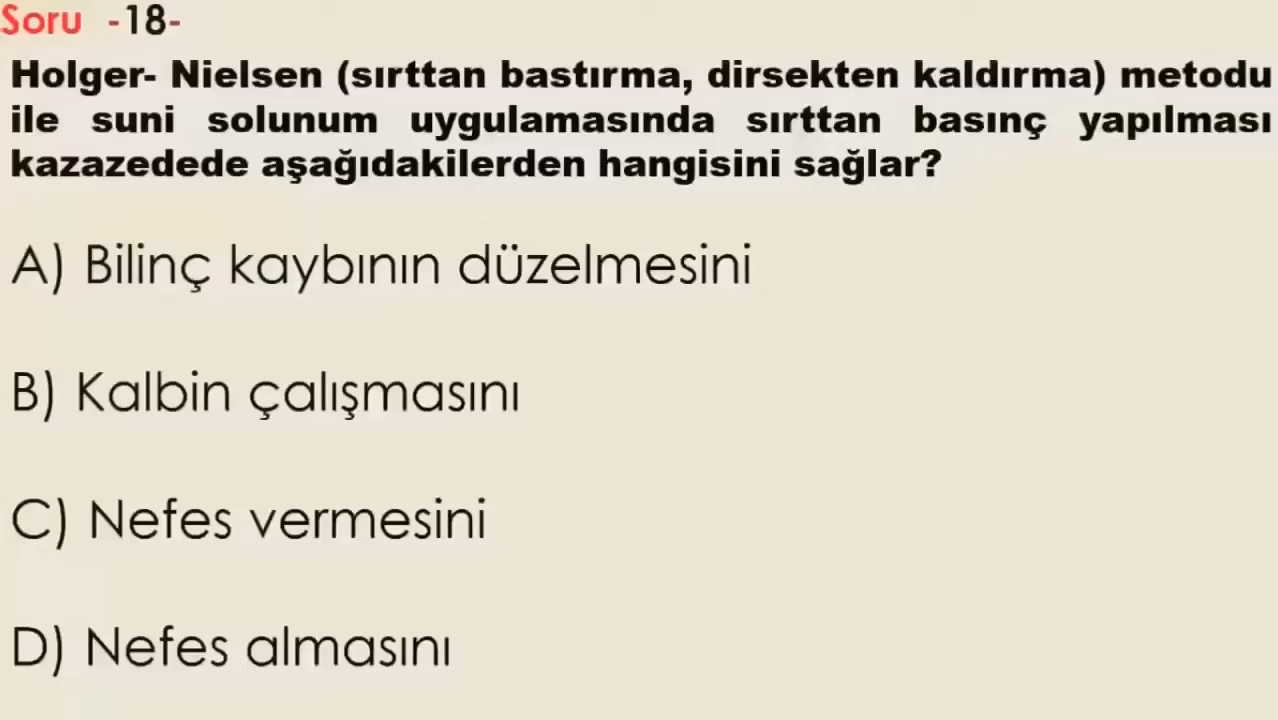 Soru -18-
Holger- Nielsen (sırttan bastırma, dirsekten kaldırma) metodu
ile suni solunum uygulamasında sırttan basınç yapılması
kazazedede aşağıdakilerden hangisini sağlar?
A) Bilinç kaybının düzelmesini
B) Kalbin çalışmasını
C) Nefes vermesini
D) Nefes almasını